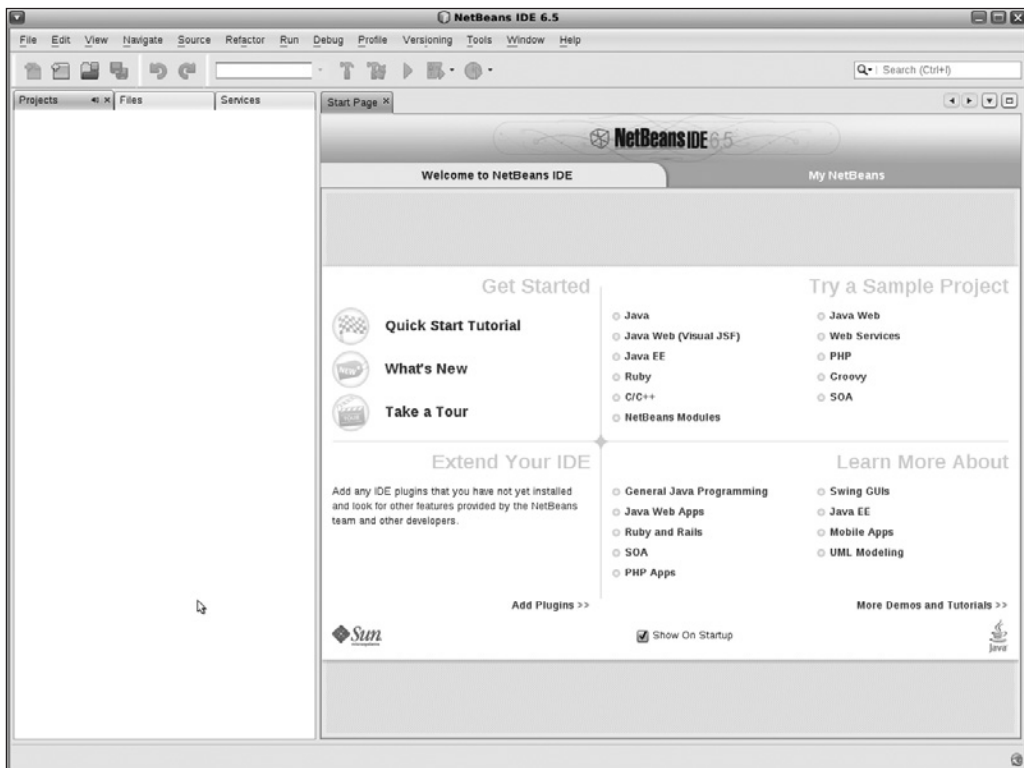 NetBeans IDE 6.5
File Edit View Navigate Source Refactor Run Debug Profile Versioning Tools Window Help
Search (Ctrl+I)
Projects Files Services
Start Page
NetBeans IDE 6.5
Welcome to NetBeans IDE
My NetBeans
Get Started
Quick Start Tutorial
NEW
What's New
Take a Tour
Try a Sample Project
Java
Java Web (Visual JSF)
Java EE
Ruby
C/C++
NetBeans Modules
Java Web
Web Services
PHP
Groovy
SOA
Extend Your IDE
Add any IDE plugins that you have not yet installed
and look for other features provided by the NetBeans
team and other developers.
Add Plugins >>
Learn More About
General Java Programming
Java Web Apps
Ruby and Rails
SOA
PHP Apps
Swing GUIs
Java EE
Mobile Apps
UML Modeling
More Demos and Tutorials >>
Sun
Show On Startup
Java